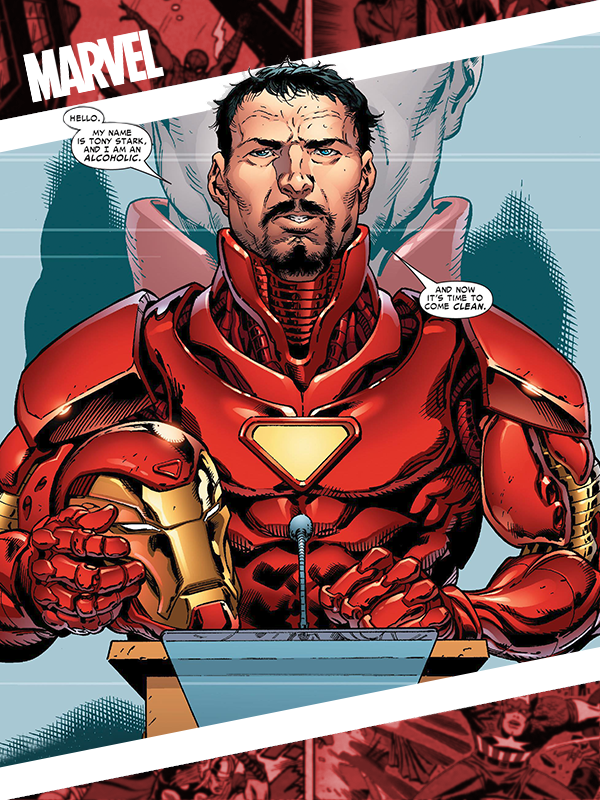 MARVEL
HELLO.
MY NAME
IS TONY STARK,
AND I AM AN
ALCOHOLIC.
AND NOW
IT'S TIME TO
COME CLEAN.